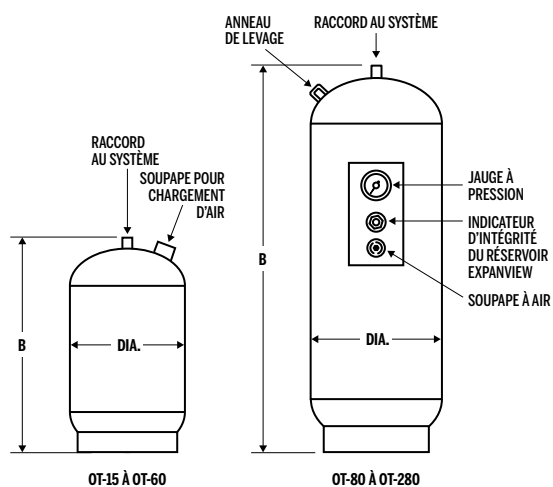 ANNEAU
DE LEVAGE
RACCORD AU SYSTÈME
RACCORD
AU SYSTÈME
SOUPAPE POUR
CHARGEMENT
D'AIR
B
DIA.
OT-15 À OT-60
B
DIA.
JAUGE À
PRESSION
INDICATEUR
D'INTÉGRITÉ
DU RÉSERVOIR
EXPANVIEW
SOUPAPE À AIR
OT-80 À OT-280